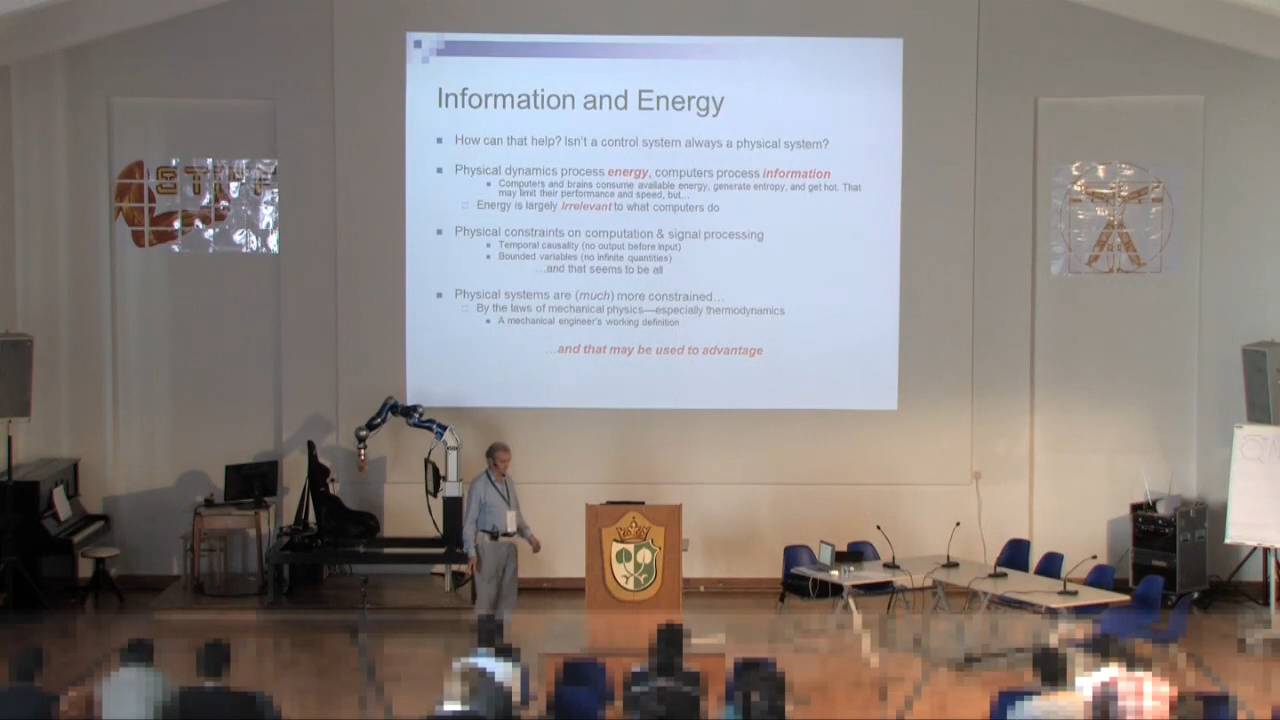 Information and Energy
How can that help? Isn't a control system always a physical system?
Physical dynamics process energy, computers process information
Computers and brains consume available energy, generate entropy, and get hot. That
may limit their performance and speed, but...
Energy is largely irrelevant to what computers do
Physical constraints on computation & signal processing
Temporal causality (no output before input)
Bounded variables (no infinite quantities)
...and that seems to be all
Physical systems are (much) more constrained...
By the laws of mechanical physics—especially thermodynamics
A mechanical engineer's working definition
...and that may be used to advantage